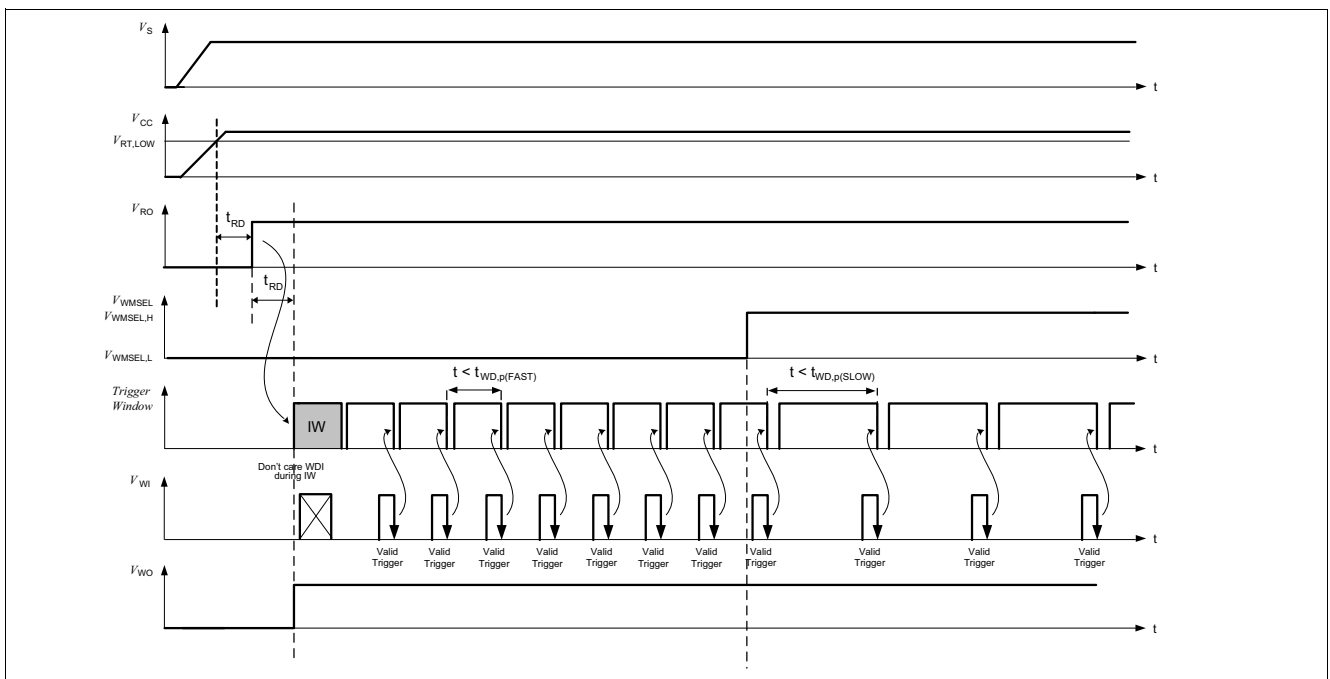 VS
t
VCC
VRT,LOW
t
VRO
tRD
t
tRD
VWMSEL
VWMSEL,H
VWMSEL,L
t
t < tWD,p(FAST)
t < tWD,p(SLOW)
Trigger
Window
IW
t
Don't care WDI
during IW
VWI
t
Valid Trigger
Valid Trigger
Valid Trigger
Valid Trigger
Valid Trigger
Valid Trigger
Valid Trigger
Valid Trigger
Valid Trigger
Valid Trigger
Valid Trigger
VWO
t